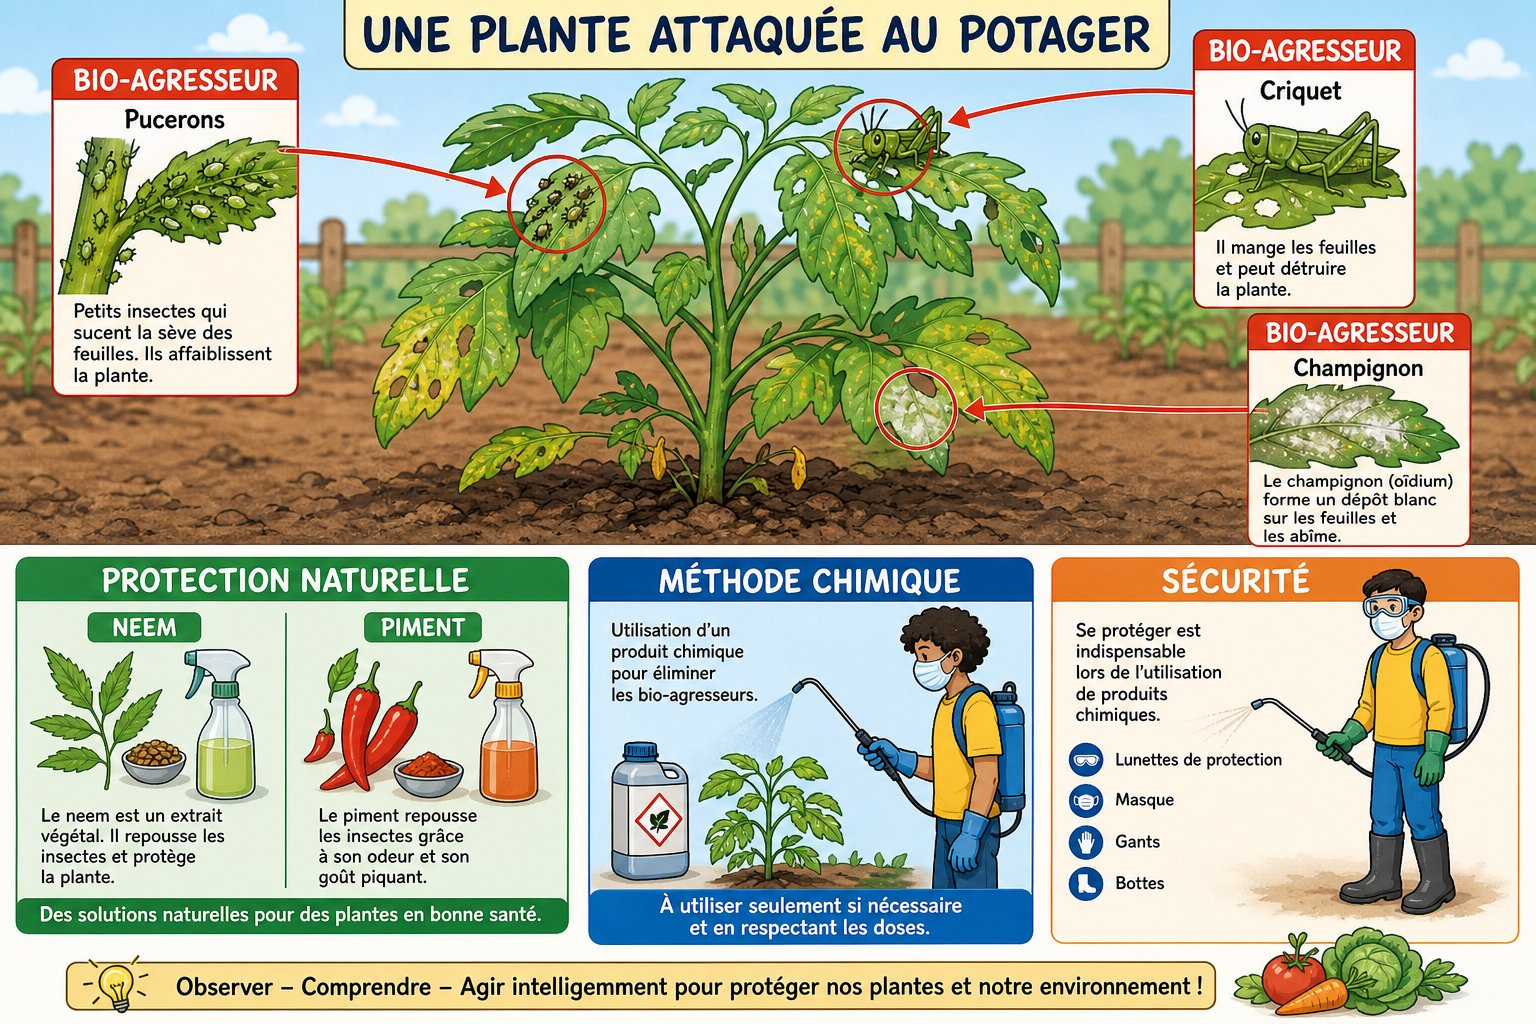 UNE PLANTE ATTAQUÉE AU POTAGER
BIO-AGRESSEUR
Pucerons
Petits insectes qui
sucent la sève des
feuilles. Ils affaiblissent
la plante.
BIO-AGRESSEUR
Criquet
Il mange les feuilles
et peut détruire
la plante.
BIO-AGRESSEUR
Champignon
Le champignon (oïdium)
forme un dépôt blanc
sur les feuilles et
les abîme.
PROTECTION NATURELLE
NEEM
Le neem est un extrait
végétal. Il repousse les
insectes et protège
la plante.
PIMENT
Le piment repousse
les insectes grâce
à son odeur et son
goût piquant.
Des solutions naturelles pour des plantes en bonne santé.
MÉTHODE CHIMIQUE
Utilisation d'un
produit chimique
pour éliminer
les bio-agresseurs.
À utiliser seulement si nécessaire
et en respectant les doses.
SÉCURITÉ
Se protéger est
indispensable
lors de l'utilisation
de produits
chimiques.
Lunettes de protection
Masque
Gants
Bottes
Observer – Comprendre – Agir intelligemment pour protéger nos plantes et notre environnement !